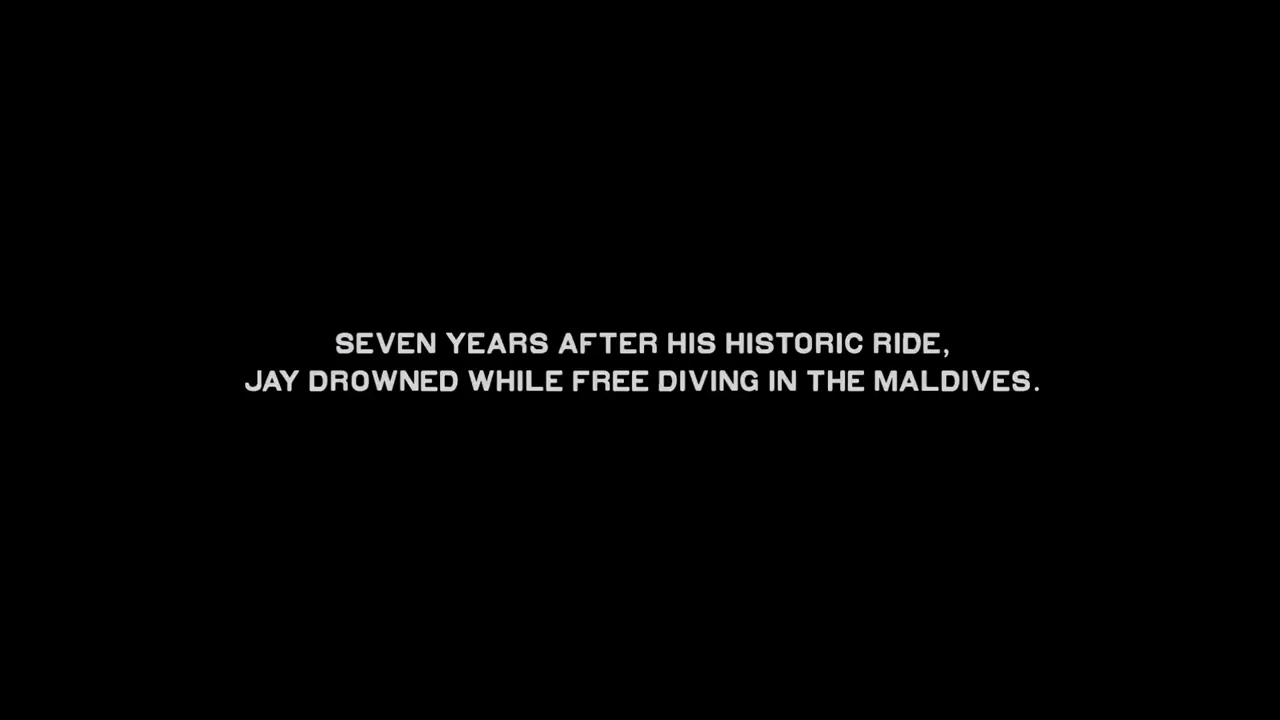 SEVEN YEARS AFTER HIS HISTORIC RIDE,
JAY DROWNED WHILE FREE DIVING IN THE MALDIVES.